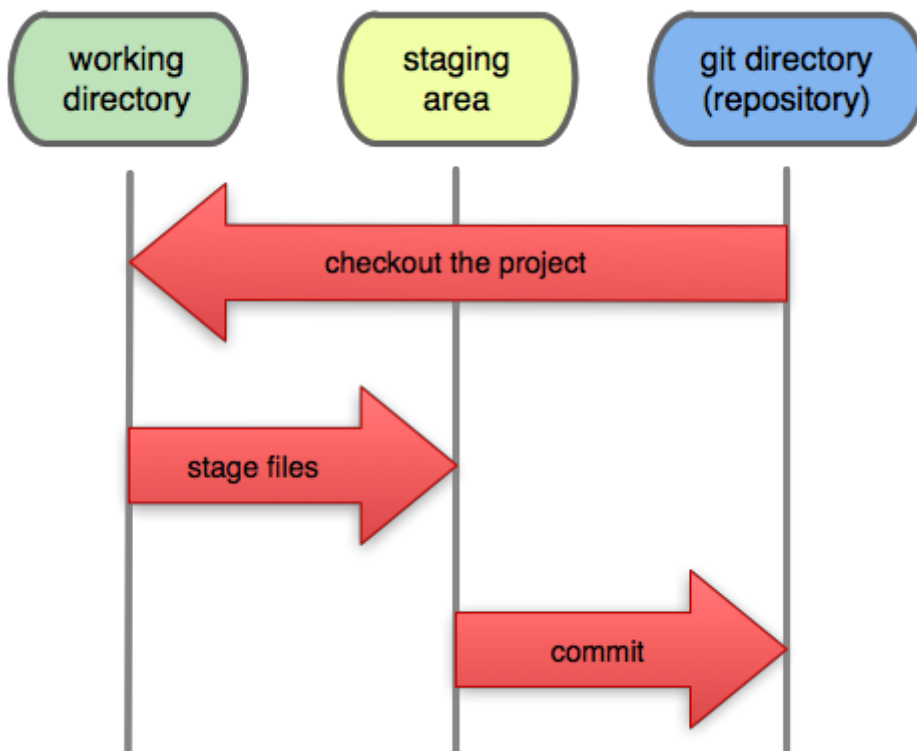 working
directory
staging
area
git directory
(repository)
checkout the project
stage files
commit